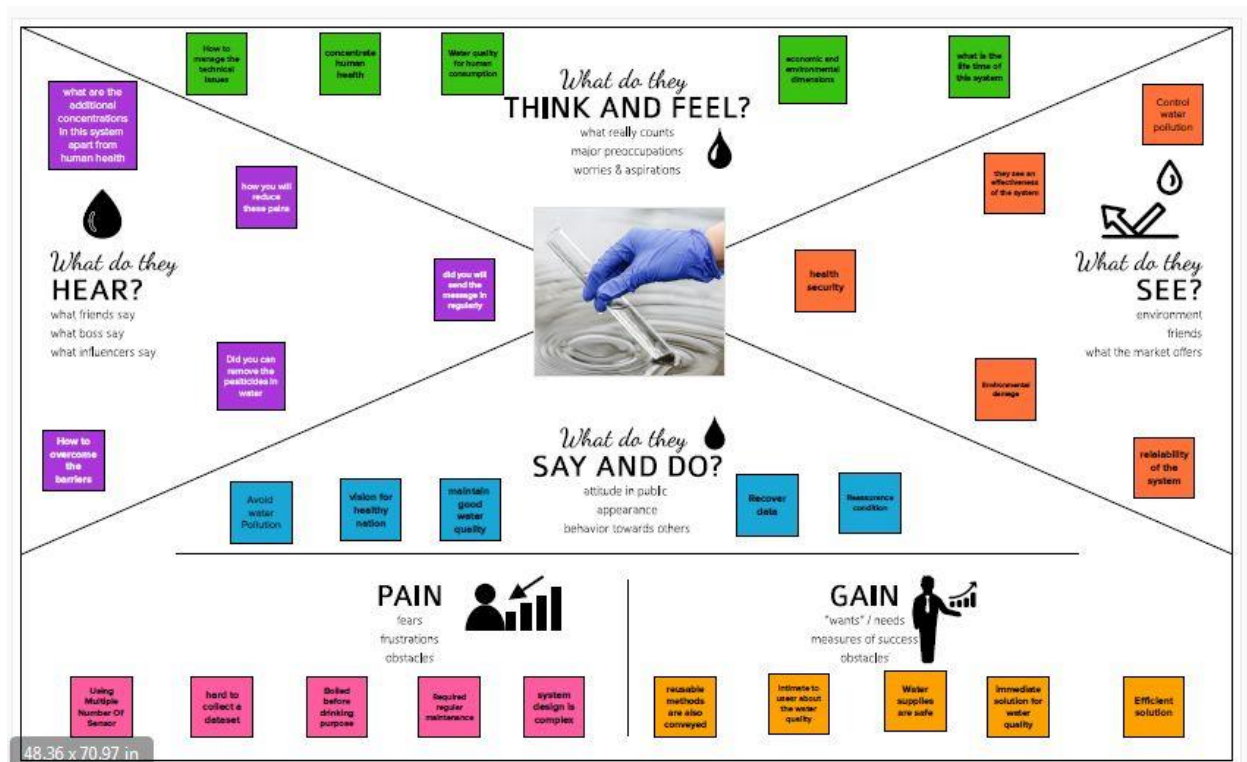 How to
manage the
technical
issues
concentrate
human
health
Water quality
for human
consumption
What do they
THINK AND FEEL?
what really counts
major preoccupations
worries & aspirations
economic and
environmental
dimensions
what is the
life time of
this system
what are the
additional
concentrations
in this system
apart from
human health
how you will
reduce
these pains
did you will
send the
message in
regularly
What do they
HEAR?
what friends say
what boss say
what influencers say
Did you can
remove the
pesticides in
water
How to
overcome
the
barriers
Control
water
pollution
they see an
effectiveness
of the system
health
security
What do they
SEE?
environment
friends
what the market offers
Environmental
damage
relaiability
of the
system
What do they
SAY AND DO?
attitude in public
appearance
behavior towards others
Avoid
water
Pollution
vision for
healthy
nation
maintain
good
water
quality
Recover
data
Reassurance
condition
PAIN
fears
frustrations
obstacles
Using
Multiple
Number Of
Sensor
hard to
collect a
dataset
Boiled
before
drinking
purpose
Required
regular
maintenance
system
design is
complex
GAIN
"wants" / needs
measures of success
obstacles
reusable
methods
are also
conveyed
Intimate to
user about
the water
quality
Water
supplies
are safe
immediate
solution for
water
quality
Efficient
solution
48.36 x 70.97 in